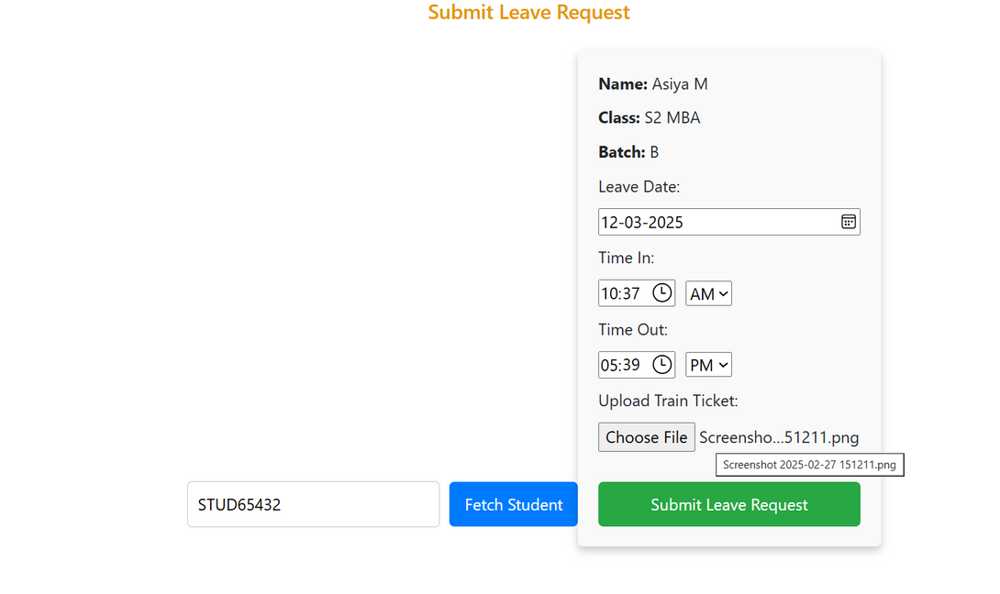 Submit Leave Request
Name: Asiya M
Class: S2 MBA
Batch: B
Leave Date:
12-03-2025
Time In:
10:37 AM
Time Out:
05:39 PM
Upload Train Ticket:
Choose File Screensho...51211.png
Screenshot 2025-02-27 151211.png
STUD65432 Fetch Student Submit Leave Request